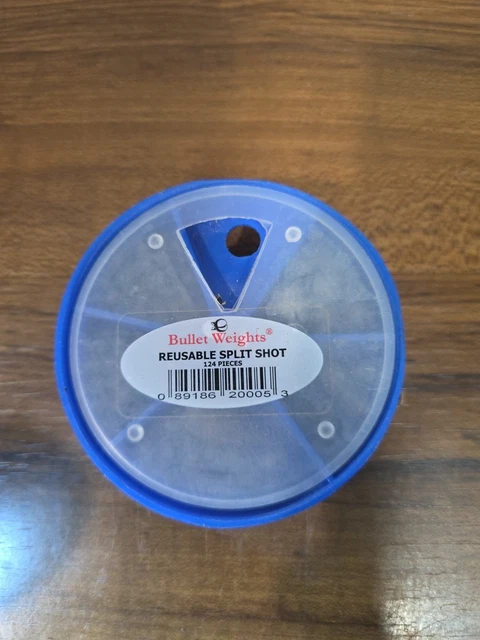 Bullet Weights®
REUSABLE SPLIT SHOT
124 PIECES
0 89186 20005 3